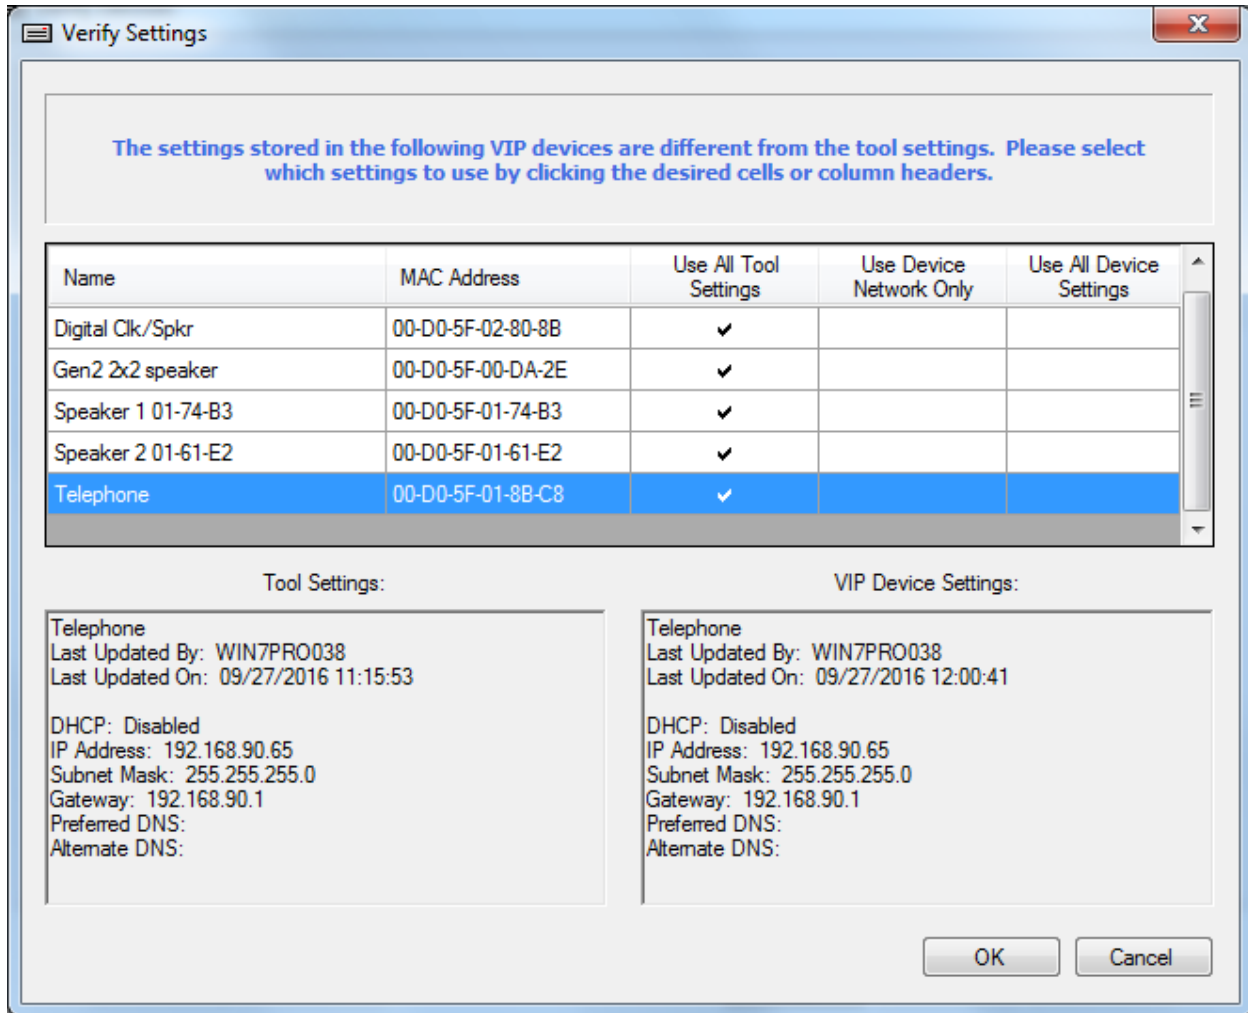 Verify Settings
The settings stored in the following VIP devices are different from the tool settings.  Please select
which settings to use by clicking the desired cells or column headers.
Name MAC Address Use All Tool Settings Use Device Network Only Use All Device Settings
Digital Clk./Spkr 00-D0-5F-02-80-8B
Gen2 2x2 speaker 00-D0-5F-00-DA-2E
Speaker 1 01-74-B3 00-D0-5F-01-74-B3
Speaker 2 01-61-E2 00-D0-5F-01-61-E2
Telephone 00-D0-5F-01-8B-C8
Tool Settings:
Telephone
Last Updated By:  WIN7PRO038
Last Updated On:  09/27/2016 11:15:53
DHCP:  Disabled
IP Address:  192.168.90.65
Subnet Mask:  255.255.255.0
Gateway:  192.168.90.1
Preferred DNS:
Alternate DNS:
VIP Device Settings:
Telephone
Last Updated By:  WIN7PRO038
Last Updated On:  09/27/2016 12:00:41
DHCP:  Disabled
IP Address:  192.168.90.65
Subnet Mask:  255.255.255.0
Gateway:  192.168.90.1
Preferred DNS:
Alternate DNS:
OK
Cancel